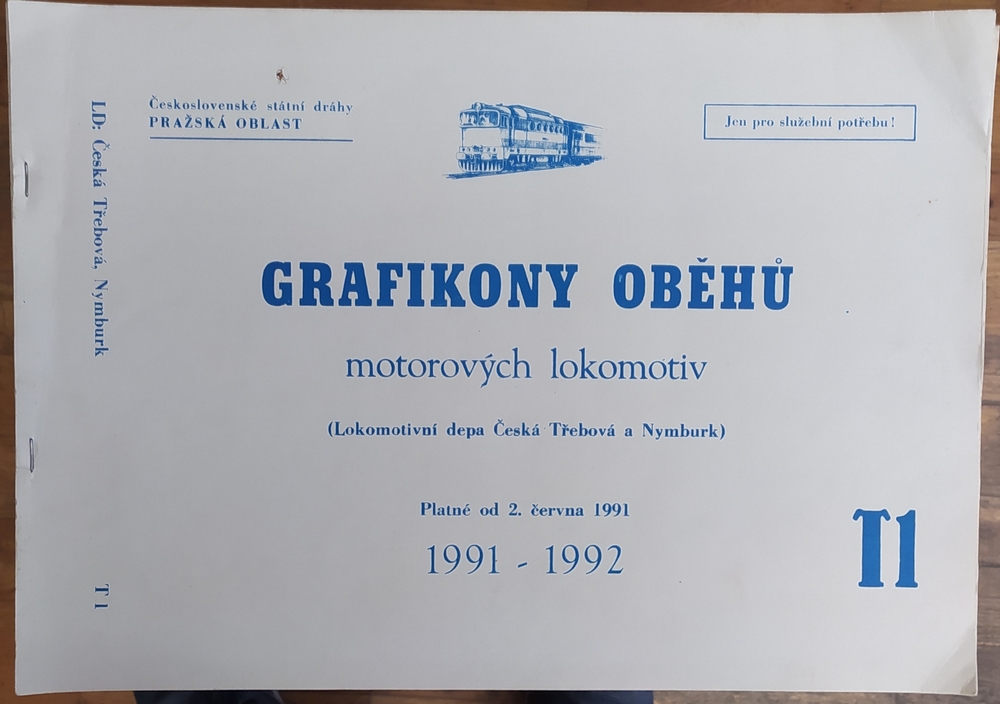 Československé státní dráhy
PRAŽSKÁ OBLAST
Jen pro služební potřebu!
LD: Česká Třebová, Nymburk
GRAFIKONY OBĚHŮ
motorových lokomotiv
(Lokomotivní depa Česká Třebová a Nymburk)
Platné od 2. června 1991
1991 - 1992
T1
T 1